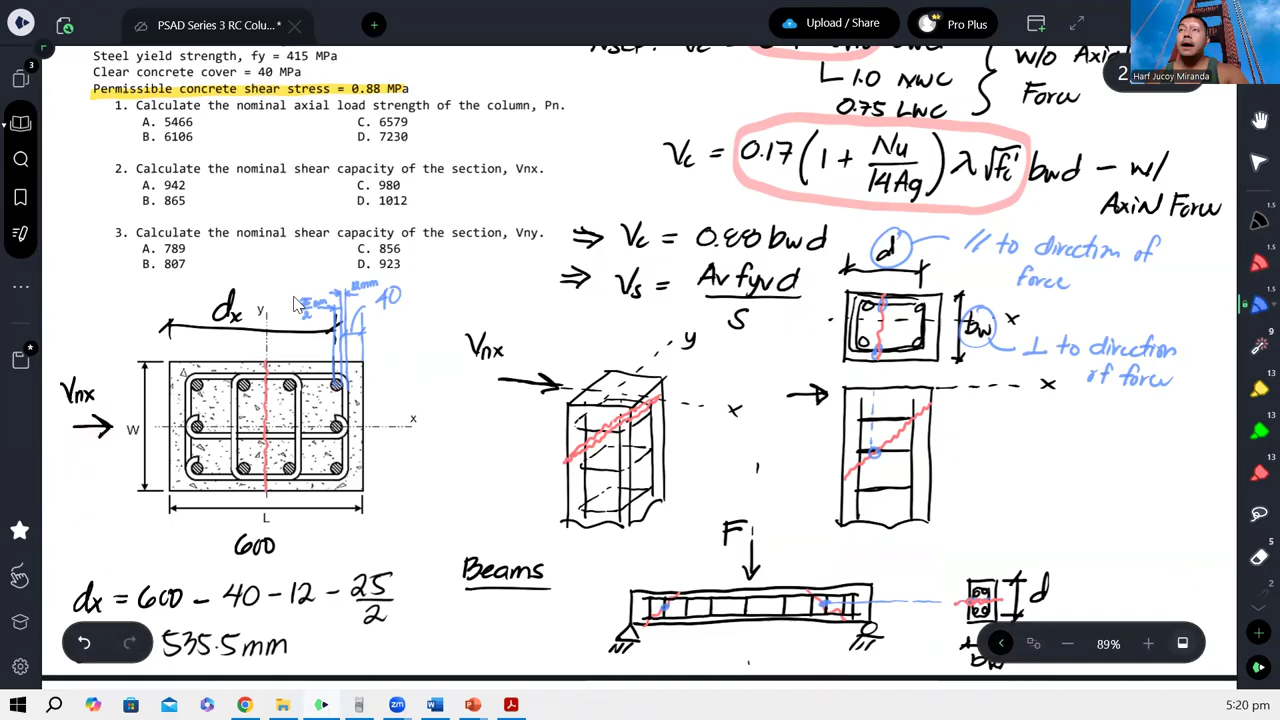 PSAD Series 3 RC Colu...*
Upload / Share
Pro Plus
Harf Jucoy Miranda
Steel yield strength, fy = 415 MPa
Clear concrete cover = 40 MPa
Permissible concrete shear stress = 0.88 MPa
1. Calculate the nominal axial load strength of the column, Pn.
A. 5466
C. 6579
B. 6106
D. 7230
2. Calculate the nominal shear capacity of the section, Vnx.
A. 942
C. 980
B. 865
D. 1012
3. Calculate the nominal shear capacity of the section, Vny.
A. 789
C. 856
B. 807
D. 923
1.0 NWC
0.75 LWC
w/o Axial
Force
Vc = 0.17 (1 + Nu/14Ag) λ√fc' bwd - w/
Axial Force
⇒ Vc = 0.88 bwd
⇒ Vs = Av fyv d / S
d
// to direction of
force
bw
x
⊥ to direction
of force
dx
y
40
Vnx
W
x
L
600
Vnx
y
x
x
F
Beams
d
bw
dx = 600 - 40 - 12 - 25/2
535.5mm
89%
5:20 pm